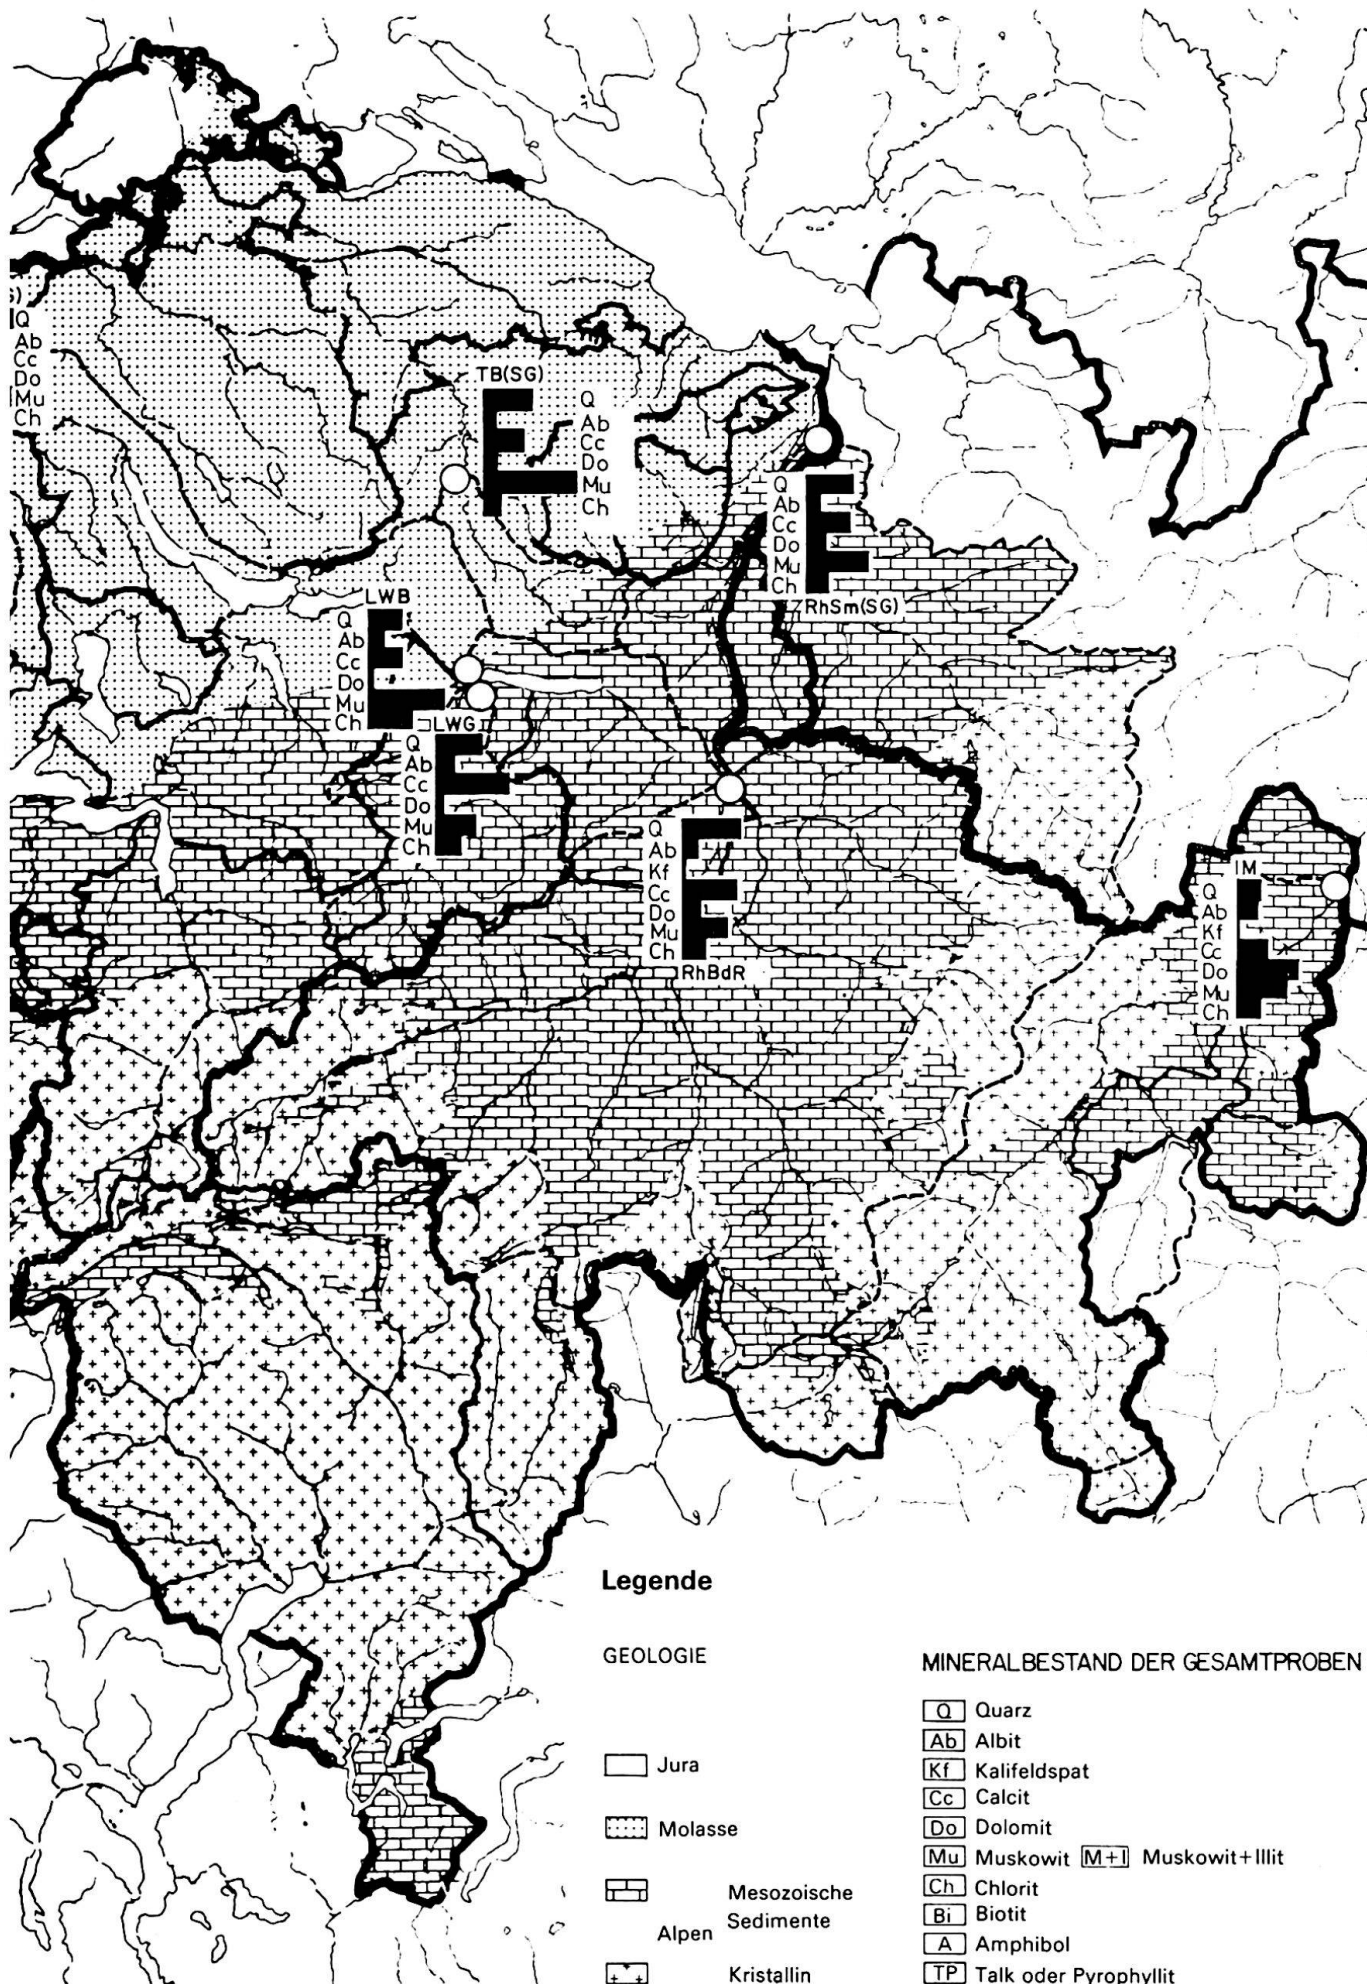 )
Q
Ab
Cc
Do
Mu
Ch
TB(SG)
Q
Ab
Cc
Do
Mu
Ch
Q
Ab
Cc
Do
Mu
Ch
RhSm(SG)
LWB
Q
Ab
Cc
Do
Mu
Ch
LWG
Q
Ab
Cc
Do
Mu
Ch
Q
Ab
Kf
Cc
Do
Mu
Ch
RhBdR
IM
Q
Ab
Kf
Cc
Do
Mu
Ch
Legende
GEOLOGIE
Jura
Molasse
Mesozoische
Sedimente
Alpen
Kristallin
MINERALBESTAND DER GESAMTPROBEN
Q Quarz
Ab Albit
Kf Kalifeldspat
Cc Calcit
Do Dolomit
Mu Muskowit M+I Muskowit+Illit
Ch Chlorit
Bi Biotit
A Amphibol
TP Talk oder Pyrophyllit